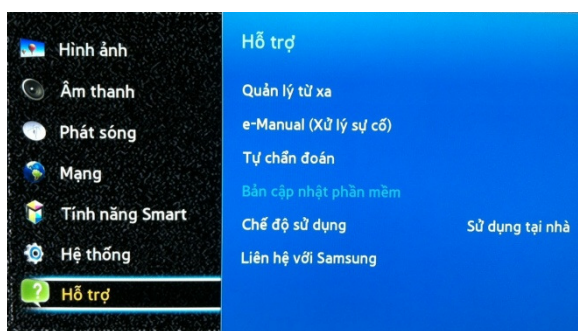 Hình ảnh
Âm thanh
Phát sóng
Mạng
Tính năng Smart
Hệ thống
Hỗ trợ
Hỗ trợ
Quản lý từ xa
e-Manual (Xử lý sự cố)
Tự chẩn đoán
Bản cập nhật phần mềm
Chế độ sử dụng Sử dụng tại nhà
Liên hệ với Samsung